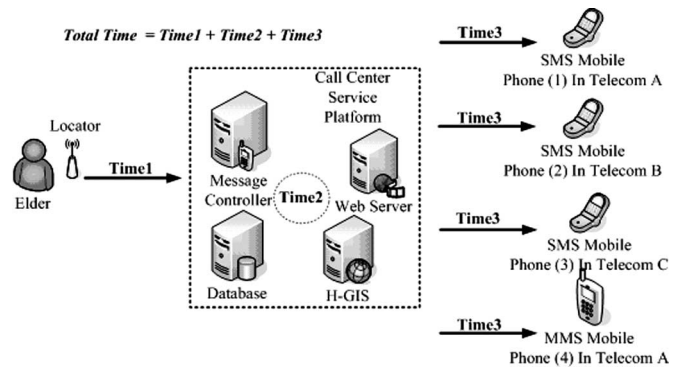 Total Time = Time1 + Time2 + Time3
Time3
SMS Mobile
Phone (1) In Telecom A
Call Center
Service
Platform
Locator
Time1
Elder
Message
Controller
Time2
Web Server
Database
H-GIS
Time3
SMS Mobile
Phone (2) In Telecom B
Time3
SMS Mobile
Phone (3) In Telecom C
Time3
MMS Mobile
Phone (4) In Telecom A